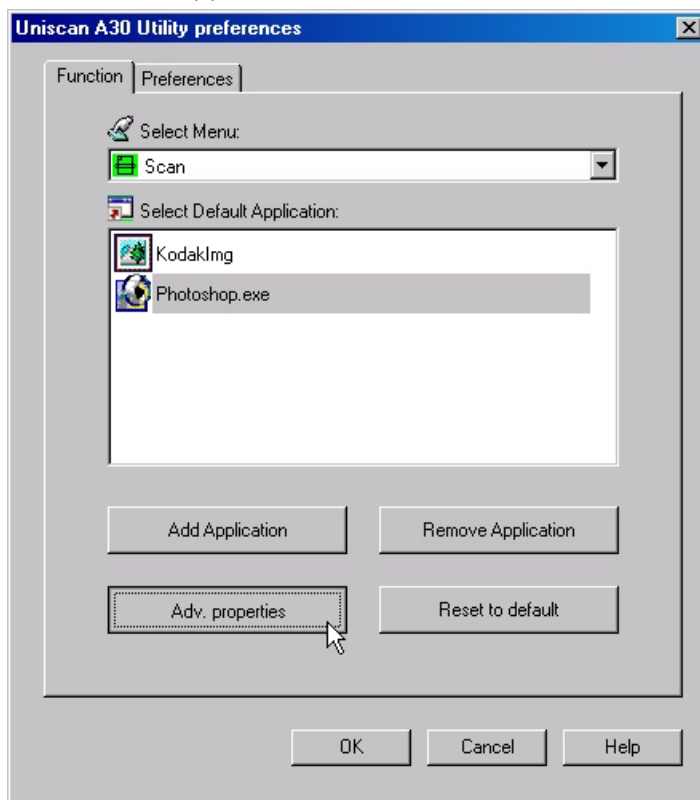 Uniscan A30 Utility preferences
Function Preferences
Select Menu:
Scan
Select Default Application:
KodakImg
Photoshop.exe
Add Application Remove Application
Adv. properties Reset to default
OK Cancel Help